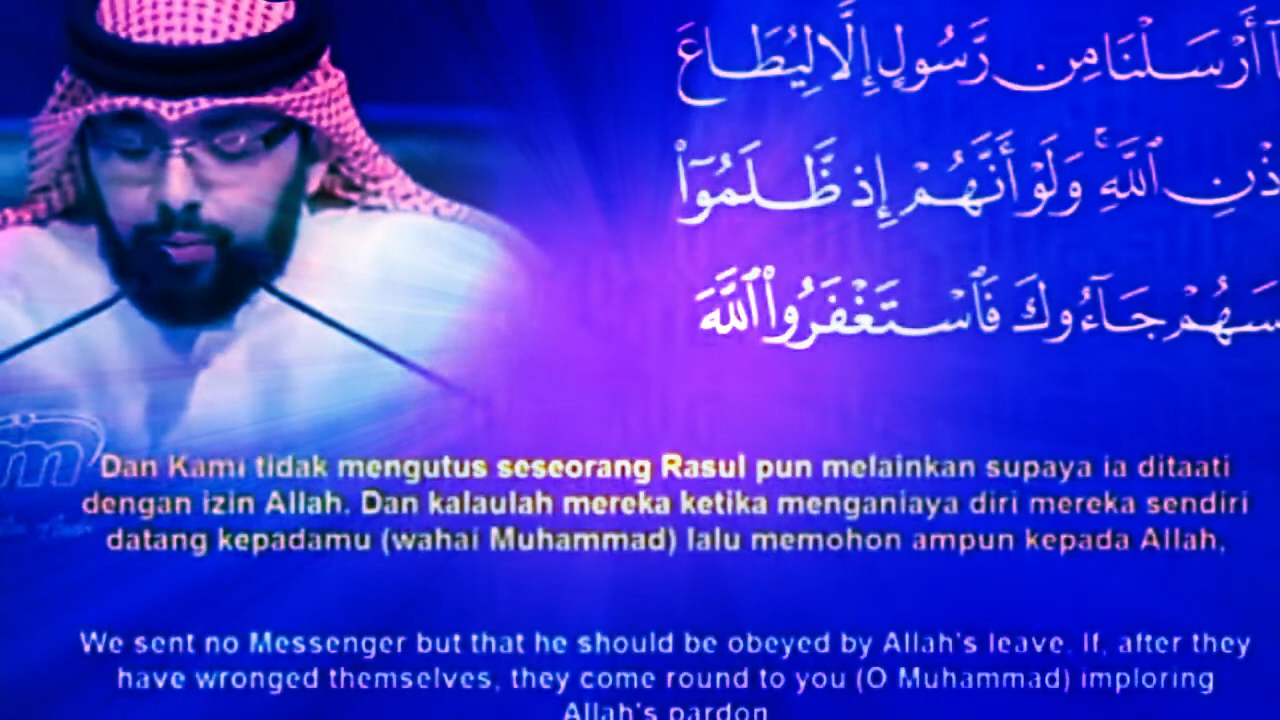 أَرْسَلْنَا مِن رَّسُولٍ إِلَّا لِيُطَاعَ
ٱللَّهِ ۚ وَلَوْ أَنَّهُمْ إِذ ظَّلَمُوٓا۟
جَآءُوكَ فَٱسْتَغْفَرُوا۟ ٱللَّهَ
Dan Kami tidak mengutus seseorang Rasul pun melainkan supaya ia ditaati
dengan izin Allah. Dan kalaulah mereka ketika menganiaya diri mereka sendiri
datang kepadamu (wahai Muhammad) lalu memohon ampun kepada Allah,
We sent no Messenger but that he should be obeyed by Allah's leave. If, after they
have wronged themselves, they come round to you (O Muhammad) imploring
Allah's pardon